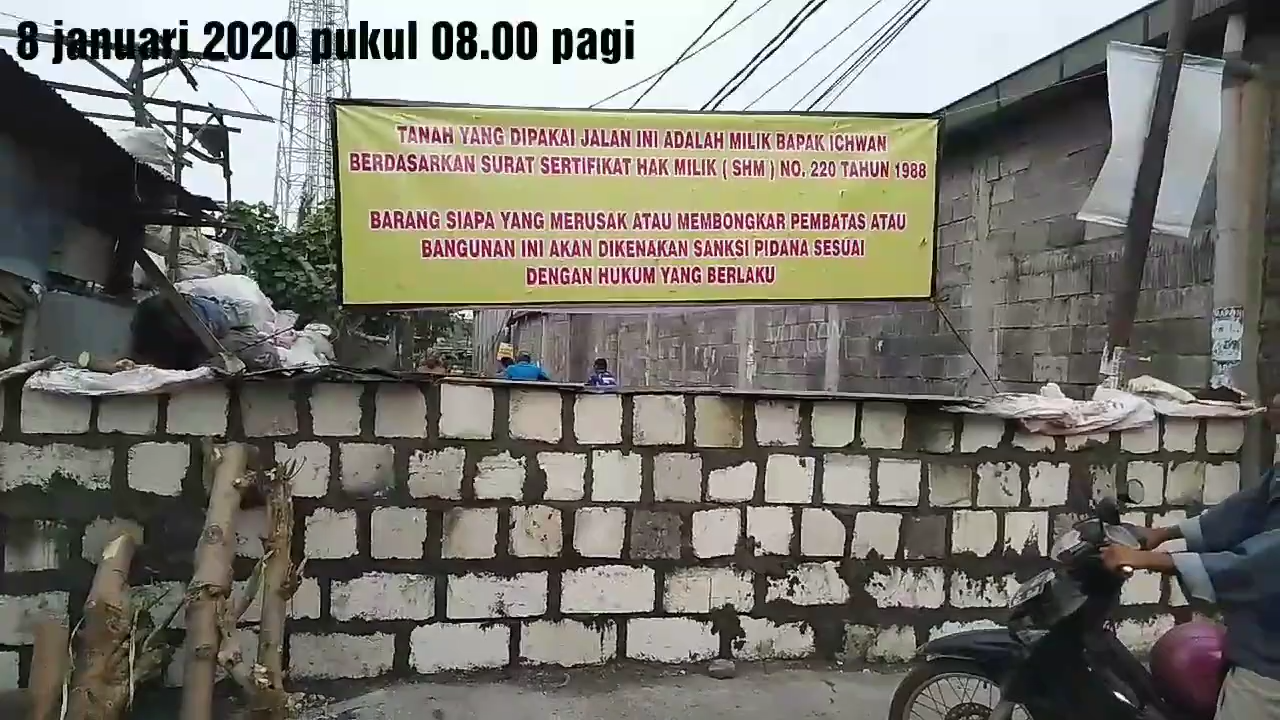 8 januari 2020 pukul 08.00 pagi
TANAH YANG DIPAKAI JALAN INI ADALAH MILIK BAPAK ICHWAN
BERDASARKAN SURAT SERTIFIKAT HAK MILIK ( SHM ) NO. 220 TAHUN 1988
BARANG SIAPA YANG MERUSAK ATAU MEMBONGKAR PEMBATAS ATAU
BANGUNAN INI AKAN DIKENAKAN SANKSI PIDANA SESUAI
DENGAN HUKUM YANG BERLAKU